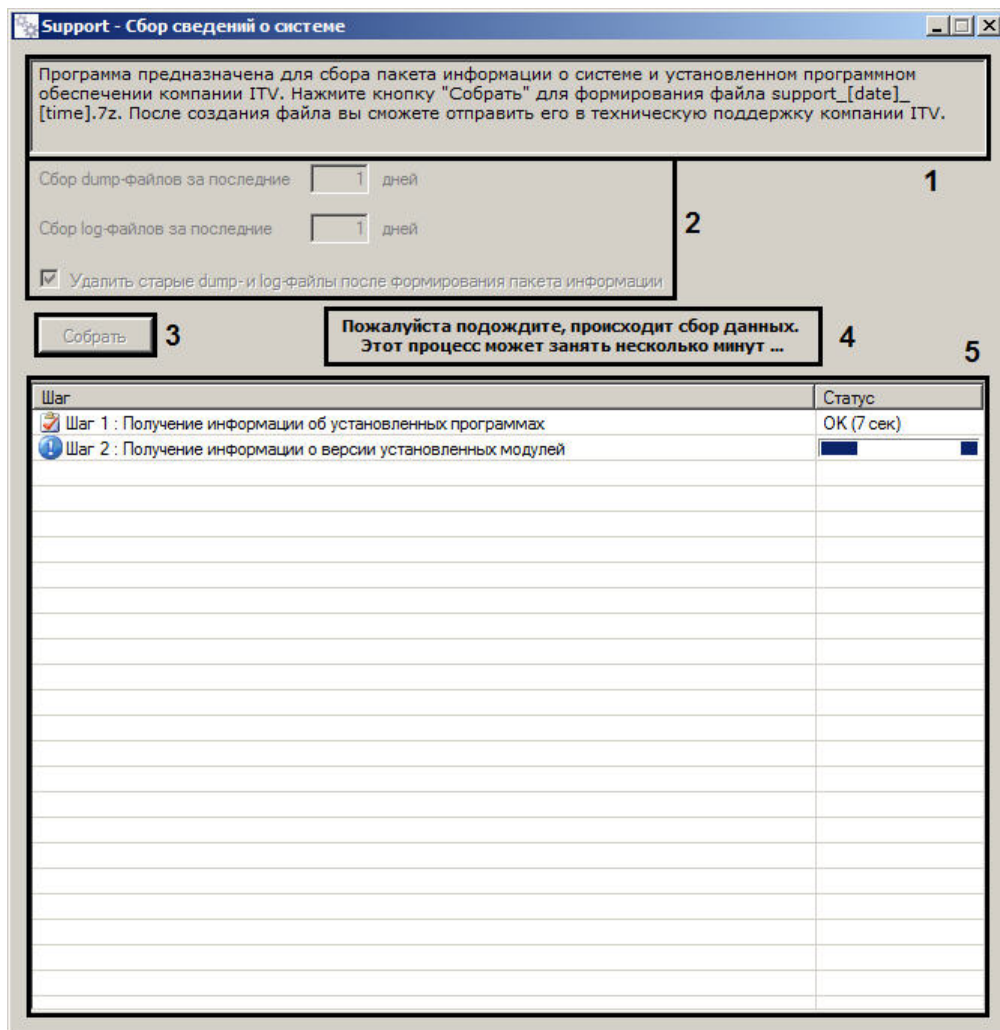 Support - Сбор сведений о системе
Программа предназначена для сбора пакета информации о системе и установленном программном
обеспечении компании ITV. Нажмите кнопку "Собрать" для формирования файла support_[date]_
[time].7z. После создания файла вы сможете отправить его в техническую поддержку компании ITV.
1
Сбор dump-файлов за последние 1 дней
2
Сбор log-файлов за последние 1 дней
Удалить старые dump- и log-файлы после формирования пакета информации
Собрать 3
Пожалуйста подождите, происходит сбор данных.
Этот процесс может занять несколько минут ...
4
5
Шаг Статус
Шаг 1 : Получение информации об установленных программах OK (7 сек)
Шаг 2 : Получение информации о версии установленных модулей